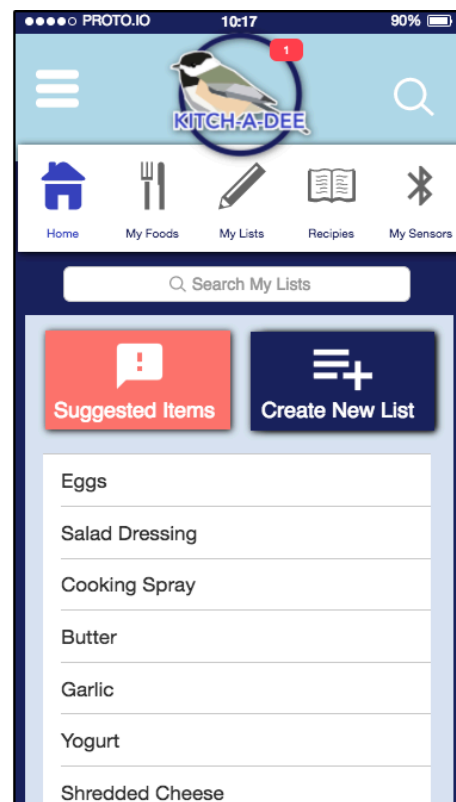 PROTO.IO 10:17 90%
1
KITCH-A-DEE
Home My Foods My Lists Recipies My Sensors
Search My Lists
Suggested Items Create New List
Eggs
Salad Dressing
Cooking Spray
Butter
Garlic
Yogurt
Shredded Cheese